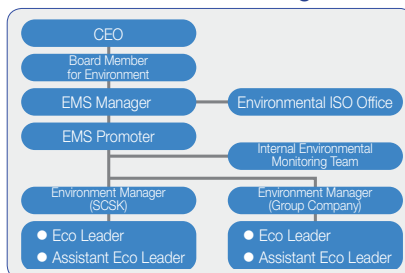 CEO
Board Member
for Environment
EMS Manager
Environmental ISO Office
EMS Promoter
Internal Environmental
Monitoring Team
Environment Manager
(SCSK)
Environment Manager
(Group Company)
● Eco Leader
● Assistant Eco Leader
● Eco Leader
● Assistant Eco Leader